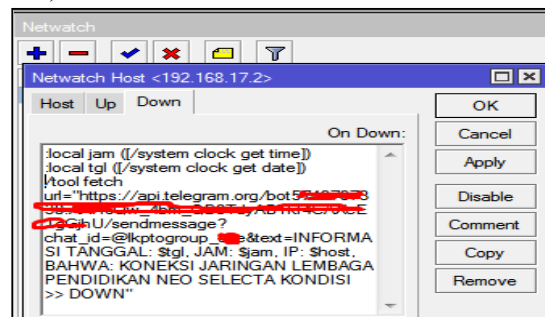 Netwatch
Netwatch Host <192.168.17.2>
Host Up Down
On Down:
:local jam ([/system clock get time])
:local tgl ([/system clock get date])
/tool fetch
url="https://api.telegram.org/bot
hU/sendmessage?
chat_id=@lkptogroup_ &text=INFORMA
SI TANGGAL: $tgl, JAM: $jam, IP: $host,
BAHWA: KONEKSI JARINGAN LEMBAGA
PENDIDIKAN NEO SELECTA KONDISI
>> DOWN"
OK
Cancel
Apply
Disable
Comment
Copy
Remove